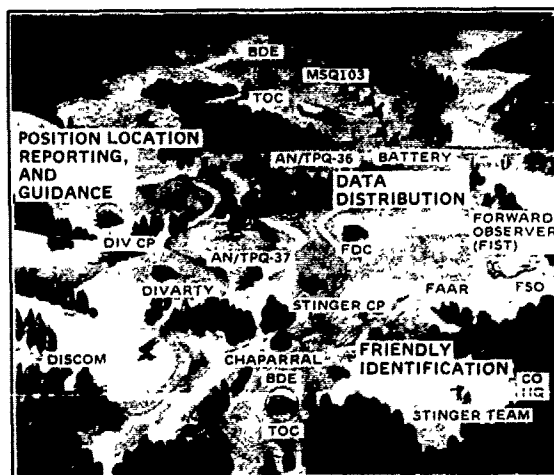 BDE
MSQ103
TOC
POSITION LOCATION
REPORTING,
AND
GUIDANCE
AN/TPQ-36
BATTERY
DATA
DISTRIBUTION
FORWARD
OBSERVER
(FIST)
DIV CP
AN/TPQ-37
FDC
DIVARTY
STINGER CP
FAAR
FSO
DISCOM
CHAPARRAL
FRIENDLY
IDENTIFICATION
BDE
CO
HQ
STINGER TEAM
TOC